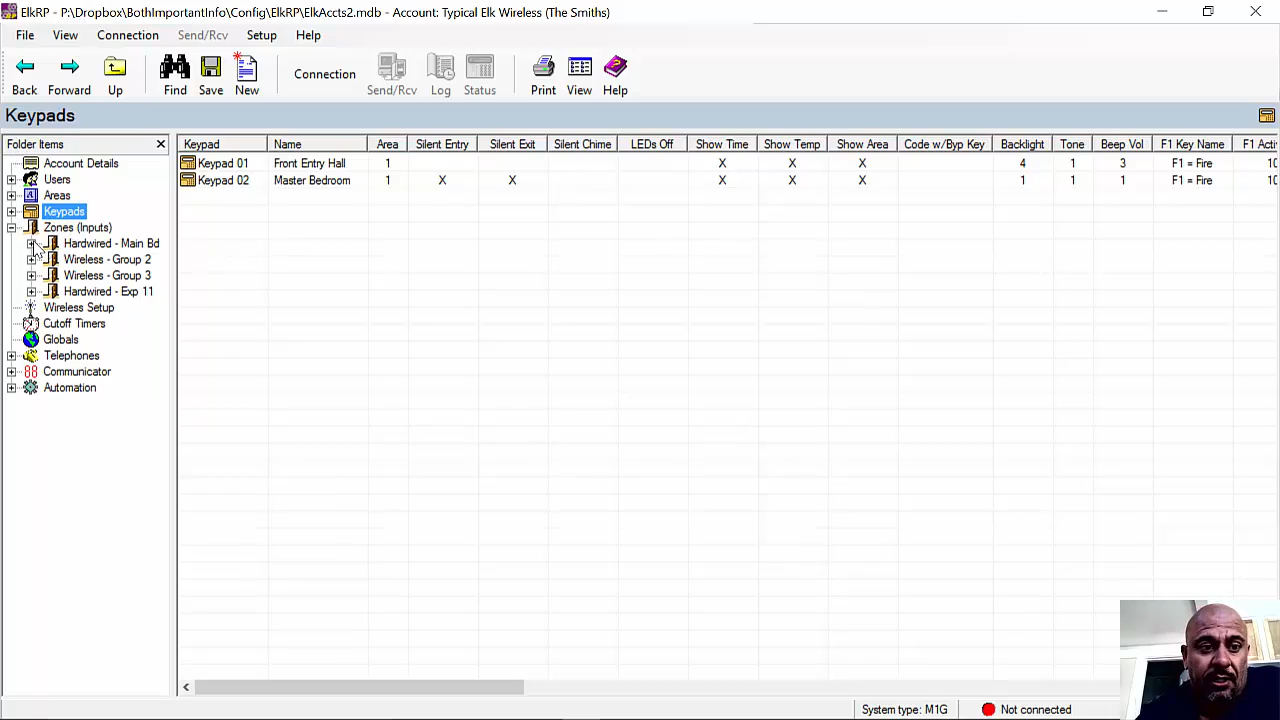 ElkRP - P:\Dropbox\BothImportantInfo\Config\ElkRP\ElkAccts2.mdb - Account: Typical Elk Wireless (The Smiths)
File View Connection Send/Rcv Setup Help
Back Forward Up Find Save New Connection Send/Rcv Log Status Print View Help
Keypads
Folder Items
Account Details
Users
Areas
Keypads
Zones (Inputs)
Hardwired - Main Bd
Wireless - Group 2
Wireless - Group 3
Hardwired - Exp 11
Wireless Setup
Cutoff Timers
Globals
Telephones
Communicator
Automation
Keypad Name Area Silent Entry Silent Exit Silent Chime LEDs Off Show Time Show Temp Show Area Code w/Byp Key Backlight Tone Beep Vol F1 Key Name F1 Acti
Keypad 01 Front Entry Hall 1 X X X 4 1 3 F1 = Fire 10
Keypad 02 Master Bedroom 1 X X X X X 1 1 1 F1 = Fire 10
System type: M1G Not connected